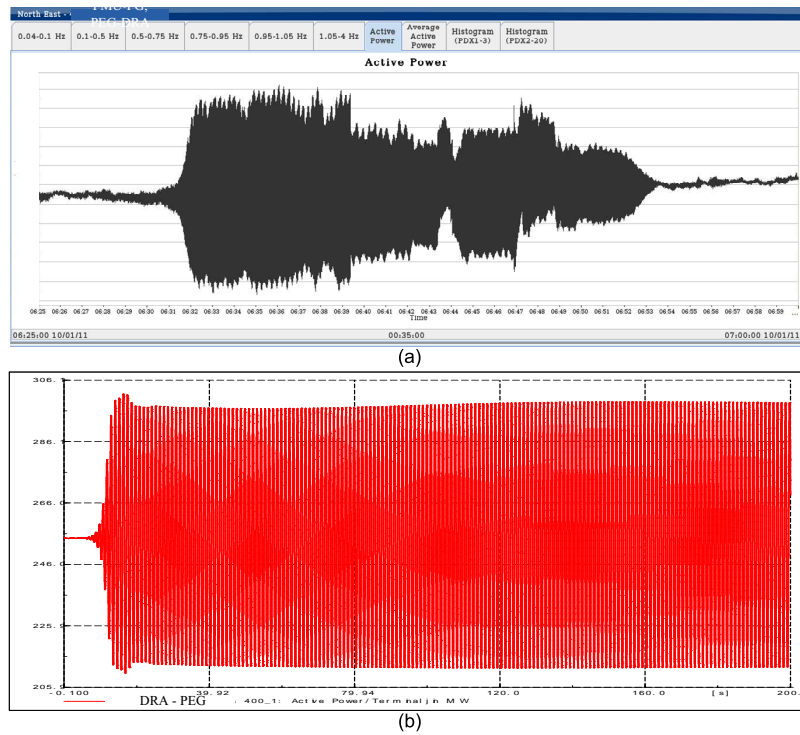 North East -
PEG-DRA
0.04-0.1 Hz 0.1-0.5 Hz 0.5-0.75 Hz 0.75-0.95 Hz 0.95-1.05 Hz 1.05-4 Hz Active Power Average Active Power Histogram (PDX1-3) Histogram (PDX2-20)
Active Power
06:25 06:26 06:27 06:28 06:29 06:30 06:31 06:32 06:33 06:34 06:35 06:36 06:37 06:38 06:39 06:40 06:41 06:42 06:43 06:44 06:45 06:46 06:47 06:48 06:49 06:50 06:51 06:52 06:53 06:54 06:55 06:56 06:57 06:58 06:59 ...
Time
06:25:00 10/01/11 00:35:00 07:00:00 10/01/11
(a)
306.
286.
266.0
246.0
225.9
205.9
-0.100 39.92 79.94 120.0 160.0 [s] 200.
DRA - PEG 400_1: Active Power/Terminal j in MW
(b)